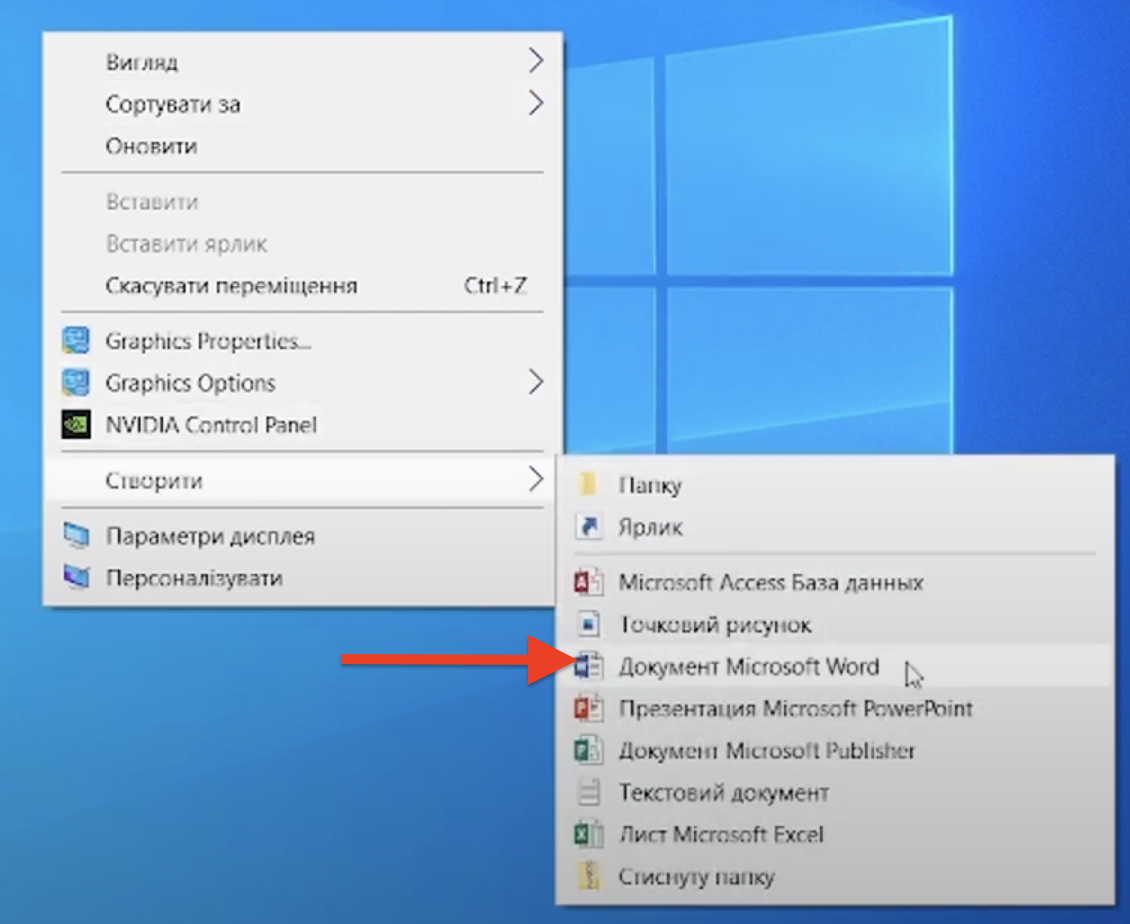 Вигляд
Сортувати за
Оновити
Вставити
Вставити ярлик
Скасувати переміщення Ctrl+Z
Graphics Properties...
Graphics Options
NVIDIA Control Panel
Створити
Параметри дисплея
Персоналізувати
Папку
Ярлик
Microsoft Access База данных
Точковий рисунок
Документ Microsoft Word
Презентация Microsoft PowerPoint
Документ Microsoft Publisher
Текстовий документ
Лист Microsoft Excel
Стиснуту папку